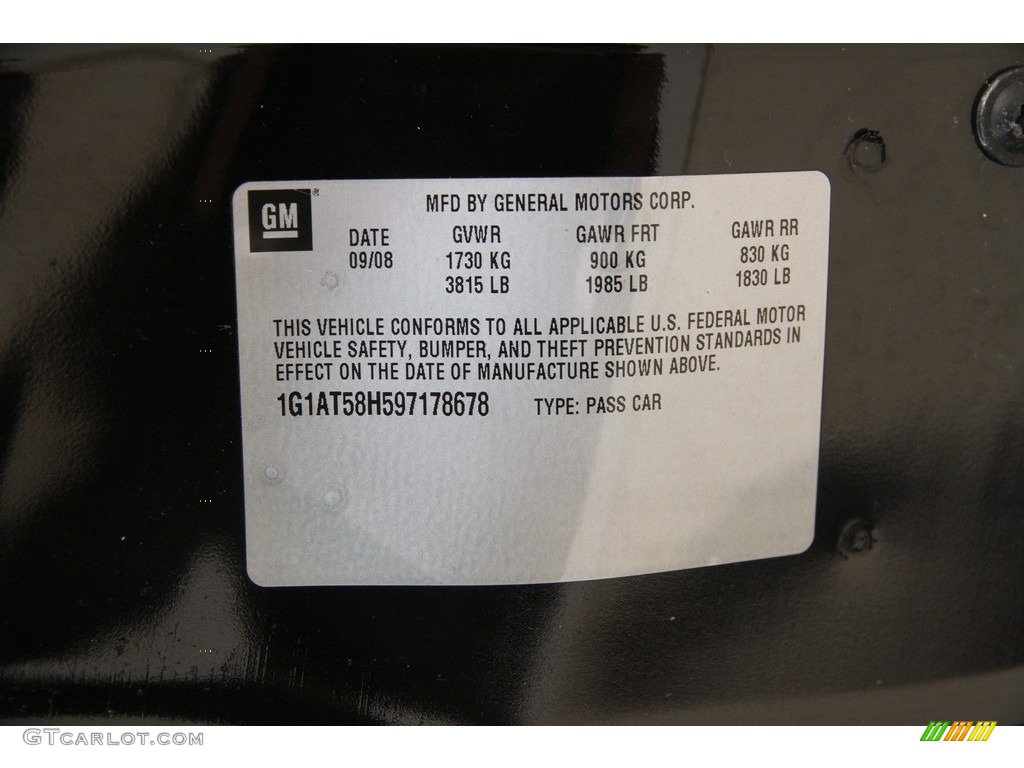 GM
MFD BY GENERAL MOTORS CORP.
DATE GVWR GAWR FRT GAWR RR
09/08 1730 KG 900 KG 830 KG
3815 LB 1985 LB 1830 LB
THIS VEHICLE CONFORMS TO ALL APPLICABLE U.S. FEDERAL MOTOR
VEHICLE SAFETY, BUMPER, AND THEFT PREVENTION STANDARDS IN
EFFECT ON THE DATE OF MANUFACTURE SHOWN ABOVE.
1G1AT58H597178678 TYPE: PASS CAR
GTCARLOT.COM